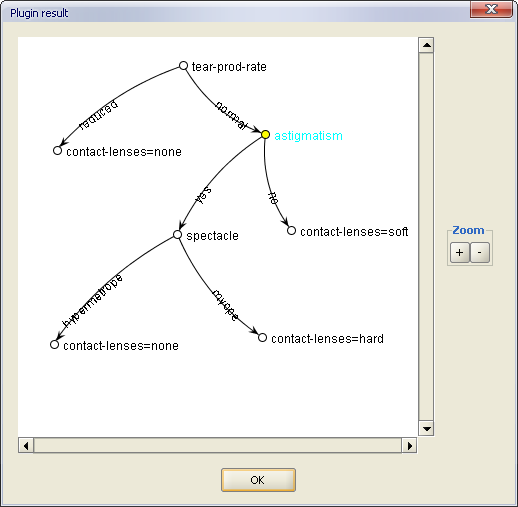 Plugin result
tear-prod-rate
reduced
normal
contact-lenses=none
astigmatism
yes
no
spectacle
contact-lenses=soft
Zoom
+ -
hypermetrope
myope
contact-lenses=none
contact-lenses=hard
OK